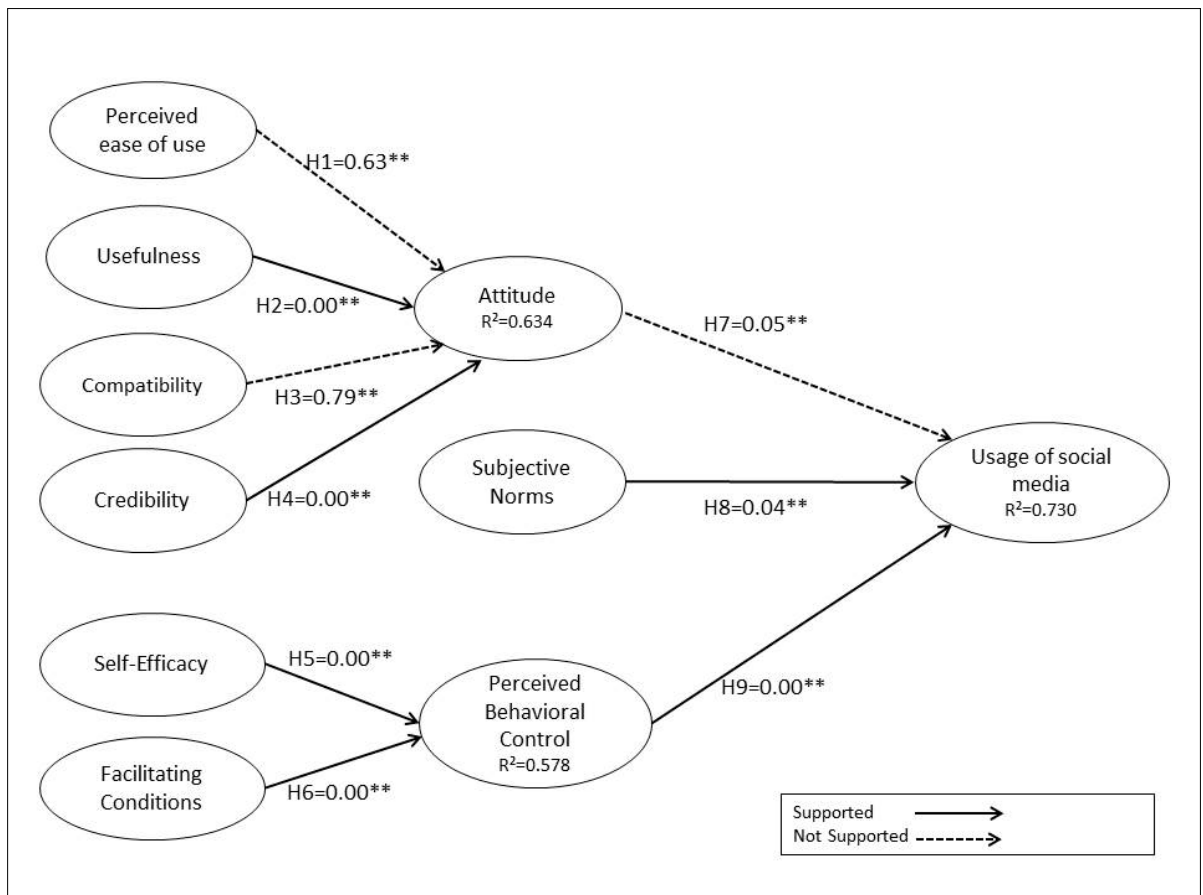 Perceived
ease of use
H1=0.63**
Usefulness
H2=0.00**
Attitude
R²=0.634
H7=0.05**
Compatibility
H3=0.79**
Credibility
H4=0.00**
Subjective
Norms
H8=0.04**
Usage of social
media
R²=0.730
Self-Efficacy
H5=0.00**
Perceived
Behavioral
Control
R²=0.578
H9=0.00**
Facilitating
Conditions
H6=0.00**
Supported
Not Supported